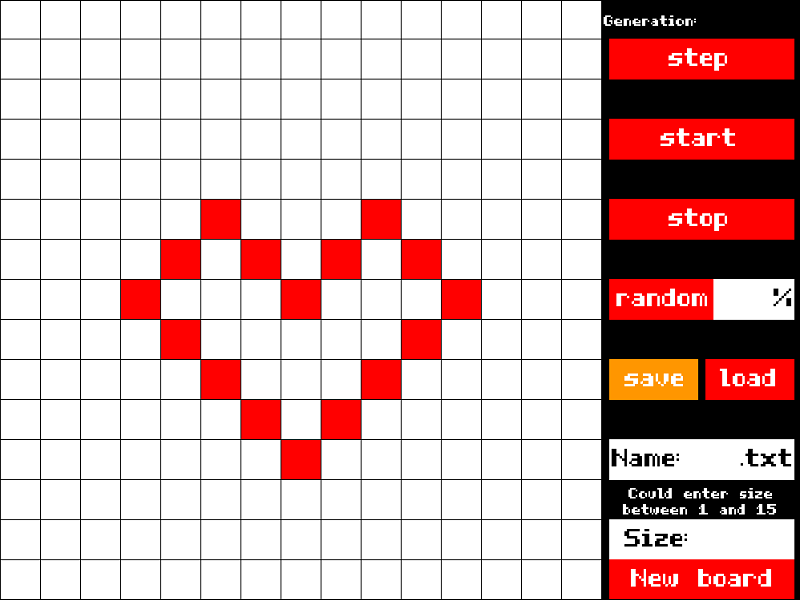 Generation:
step
start
stop
random %
save load
Name: .txt
Could enter size
between 1 and 15
Size:
New board